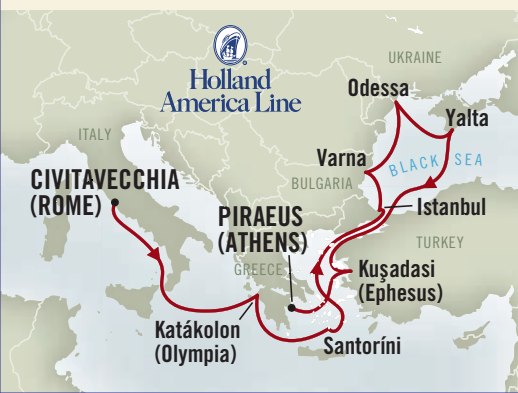 UKRAINE
Holland
America Line
Odessa
Yalta
ITALY
Varna
BLACK SEA
CIVITAVECCHIA
(ROME)
BULGARIA
Istanbul
PIRAEUS
(ATHENS)
TURKEY
GREECE
Kuşadasi
(Ephesus)
Katákolon
(Olympia)
Santoríni